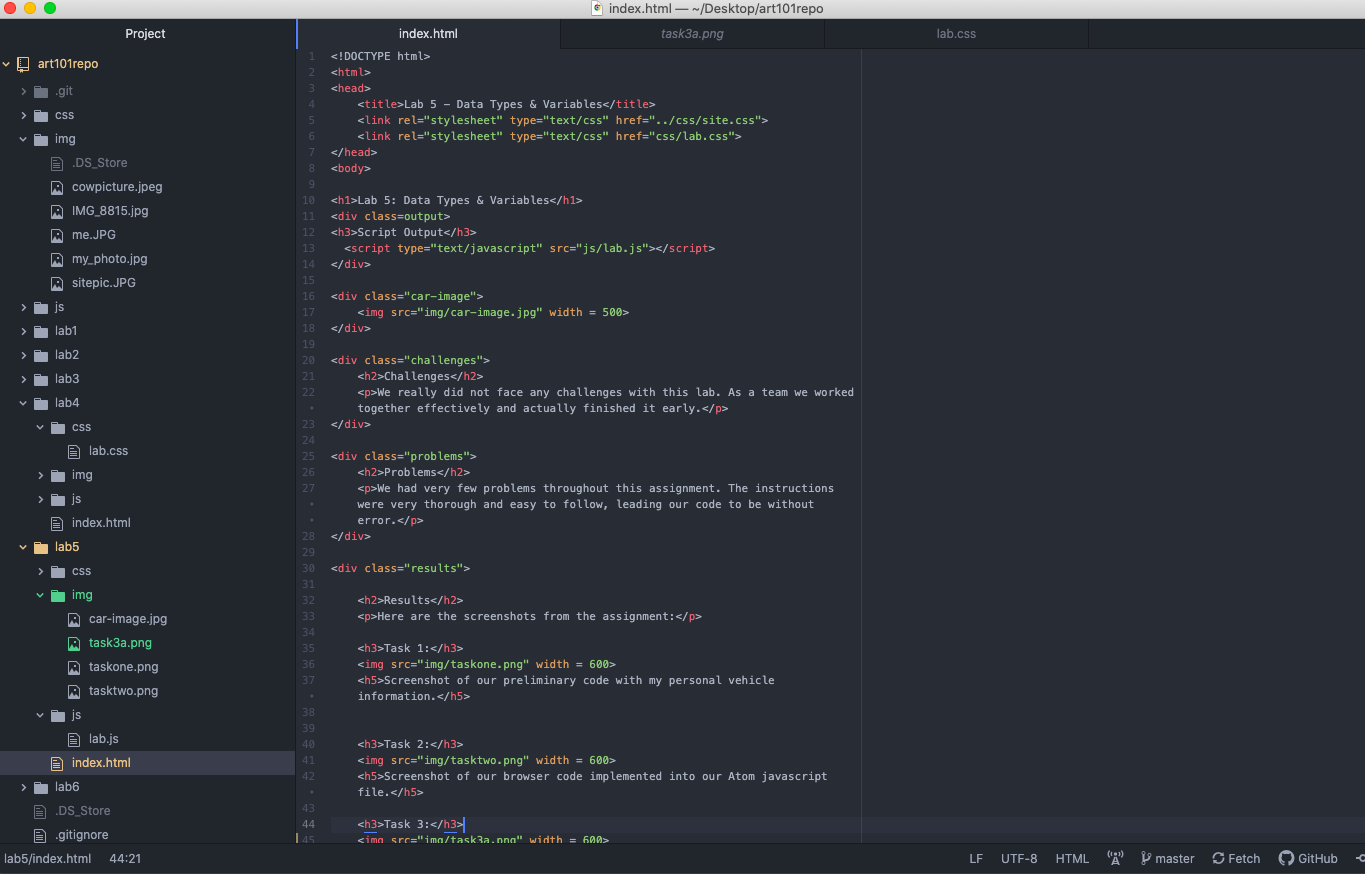 index.html — ~/Desktop/art101repo
Project
index.html
task3a.png
lab.css
art101repo
.git
css
img
.DS_Store
cowpicture.jpeg
IMG_8815.jpg
me.JPG
my_photo.jpg
sitepic.JPG
js
lab1
lab2
lab3
lab4
css
lab.css
img
js
index.html
lab5
css
img
car-image.jpg
task3a.png
taskone.png
tasktwo.png
js
lab.js
index.html
lab6
.DS_Store
.gitignore
1 <!DOCTYPE html>
2 <html>
3 <head>
4 <title>Lab 5 - Data Types & Variables</title>
5 <link rel="stylesheet" type="text/css" href="../css/site.css">
6 <link rel="stylesheet" type="text/css" href="css/lab.css">
7 </head>
8 <body>
9
10 <h1>Lab 5: Data Types & Variables</h1>
11 <div class=output>
12 <h3>Script Output</h3>
13 <script type="text/javascript" src="js/lab.js"></script>
14 </div>
15
16 <div class="car-image">
17 <img src="img/car-image.jpg" width = 500>
18 </div>
19
20 <div class="challenges">
21 <h2>Challenges</h2>
22 <p>We really did not face any challenges with this lab. As a team we worked
• together effectively and actually finished it early.</p>
23 </div>
24
25 <div class="problems">
26 <h2>Problems</h2>
27 <p>We had very few problems throughout this assignment. The instructions
• were very thorough and easy to follow, leading our code to be without
• error.</p>
28 </div>
29
30 <div class="results">
31
32 <h2>Results</h2>
33 <p>Here are the screenshots from the assignment:</p>
34
35 <h3>Task 1:</h3>
36 <img src="img/taskone.png" width = 600>
37 <h5>Screenshot of our preliminary code with my personal vehicle
• information.</h5>
38
39
40 <h3>Task 2:</h3>
41 <img src="img/tasktwo.png" width = 600>
42 <h5>Screenshot of our browser code implemented into our Atom javascript
• file.</h5>
43
44 <h3>Task 3:</h3>
45 <img src="img/task3a.png" width = 600>
lab5/index.html 44:21
LF UTF-8 HTML master Fetch GitHub